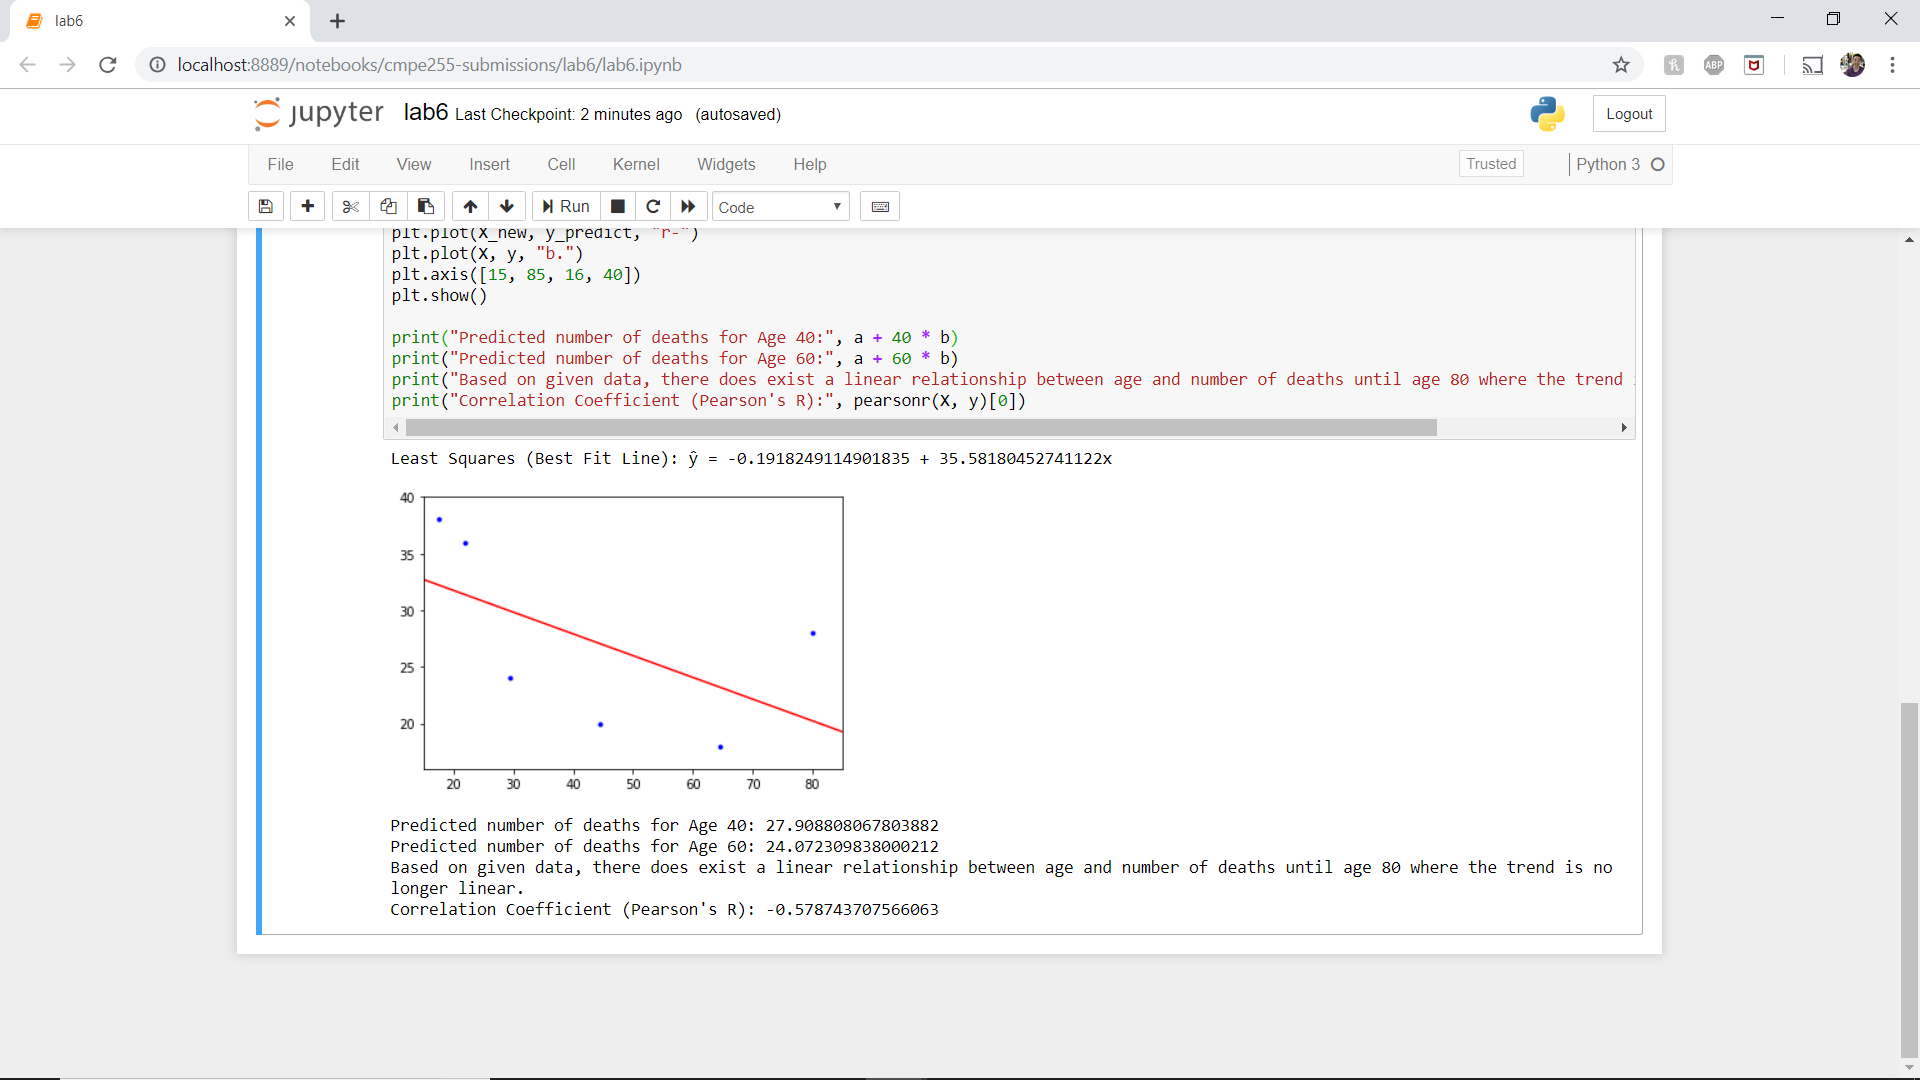 lab6
localhost:8889/notebooks/cmpe255-submissions/lab6/lab6.ipynb
ABP
jupyter lab6 Last Checkpoint: 2 minutes ago (autosaved)
Logout
File Edit View Insert Cell Kernel Widgets Help
Trusted Python 3
Run Code
plt.plot(X_new, y_predict, "r-")
plt.plot(X, y, "b.")
plt.axis([15, 85, 16, 40])
plt.show()
print("Predicted number of deaths for Age 40:", a + 40 * b)
print("Predicted number of deaths for Age 60:", a + 60 * b)
print("Based on given data, there does exist a linear relationship between age and number of deaths until age 80 where the trend
print("Correlation Coefficient (Pearson's R):", pearsonr(X, y)[0])
Least Squares (Best Fit Line): ŷ = -0.1918249114901835 + 35.58180452741122x
40
35
30
25
20
20 30 40 50 60 70 80
Predicted number of deaths for Age 40: 27.908808067803882
Predicted number of deaths for Age 60: 24.072309838000212
Based on given data, there does exist a linear relationship between age and number of deaths until age 80 where the trend is no
longer linear.
Correlation Coefficient (Pearson's R): -0.578743707566063